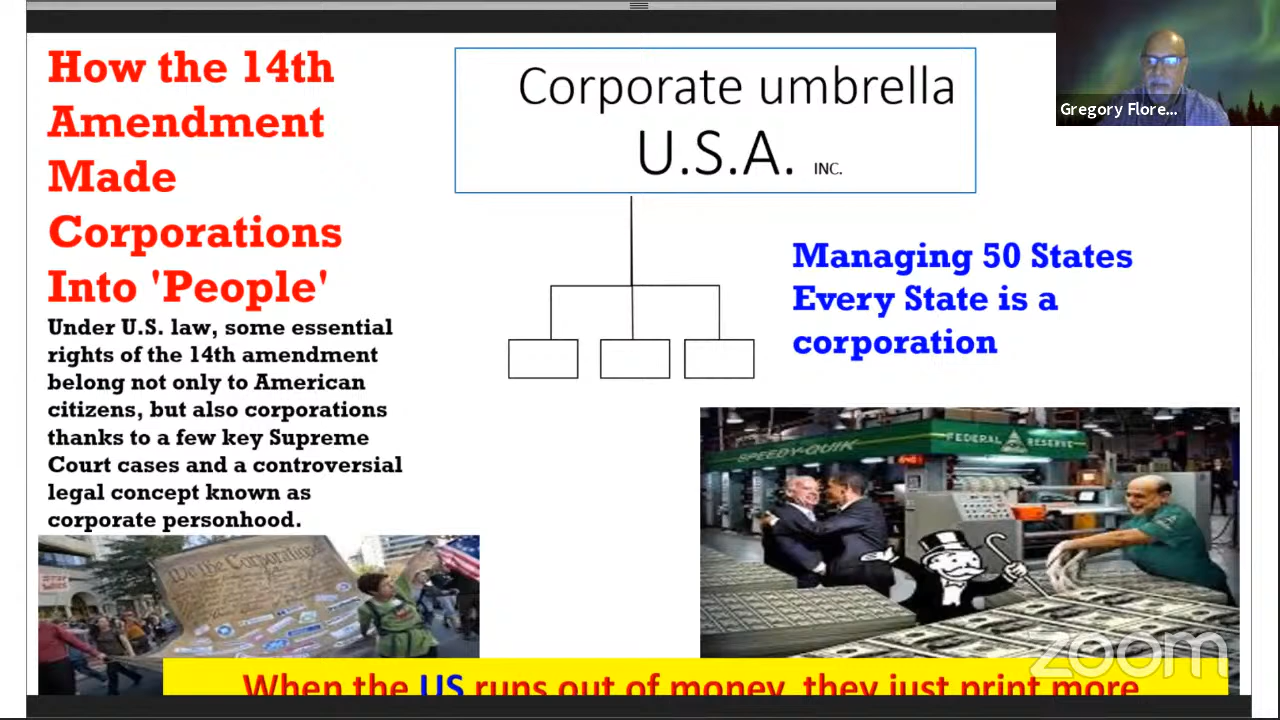 How the 14th
Amendment
Made
Corporations
Into 'People'
Under U.S. law, some essential
rights of the 14th amendment
belong not only to American
citizens, but also corporations
thanks to a few key Supreme
Court cases and a controversial
legal concept known as
corporate personhood.
Corporate umbrella
U.S.A. INC.
Gregory Flore...
Managing 50 States
Every State is a
corporation
We the Corporations
SPEEDY-QUIK
FEDERAL RESERVE
When the US runs out of money, they just print more
zoom